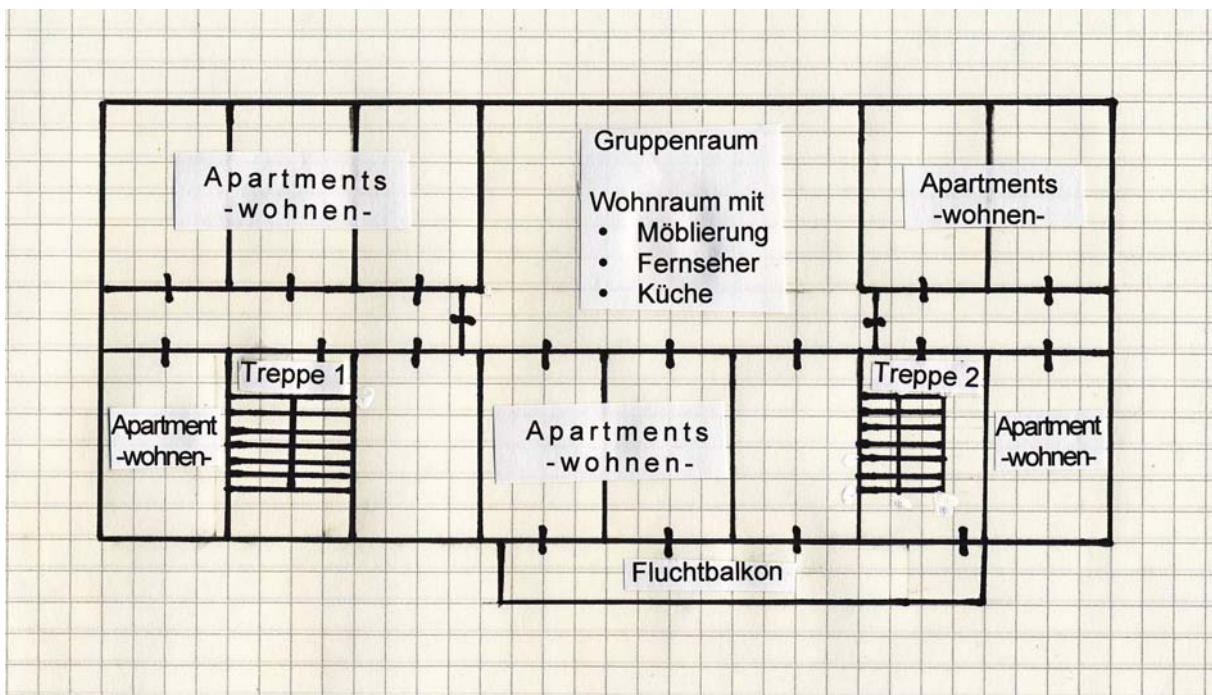 Apartments
-wohnen-
Gruppenraum
Wohnraum mit
• Möblierung
• Fernseher
• Küche
Apartments
-wohnen-
Treppe 1
Treppe 2
Apartment
-wohnen-
Apartments
-wohnen-
Apartment
-wohnen-
Fluchtbalkon